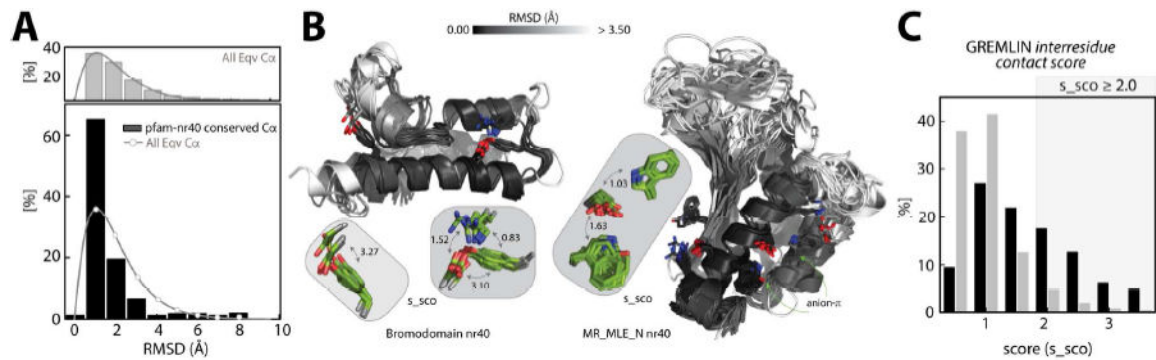 A
[%]
40
20
All Eqv Cα
[%]
60
40
20
0
pfam-nr40 conserved Cα
All Eqv Cα
0 2 4 6 8 10
RMSD (Å)
B
RMSD (Å)
0.00 > 3.50
3.27
1.52
0.83
3.10
s_sco
Bromodomain nr40
1.03
1.63
s_sco
MR_MLE_N nr40
anion-π
C
GREMLIN interresidue
contact score
s_sco ≥ 2.0
[%]
40
30
20
10
0
1 2 3
score (s_sco)